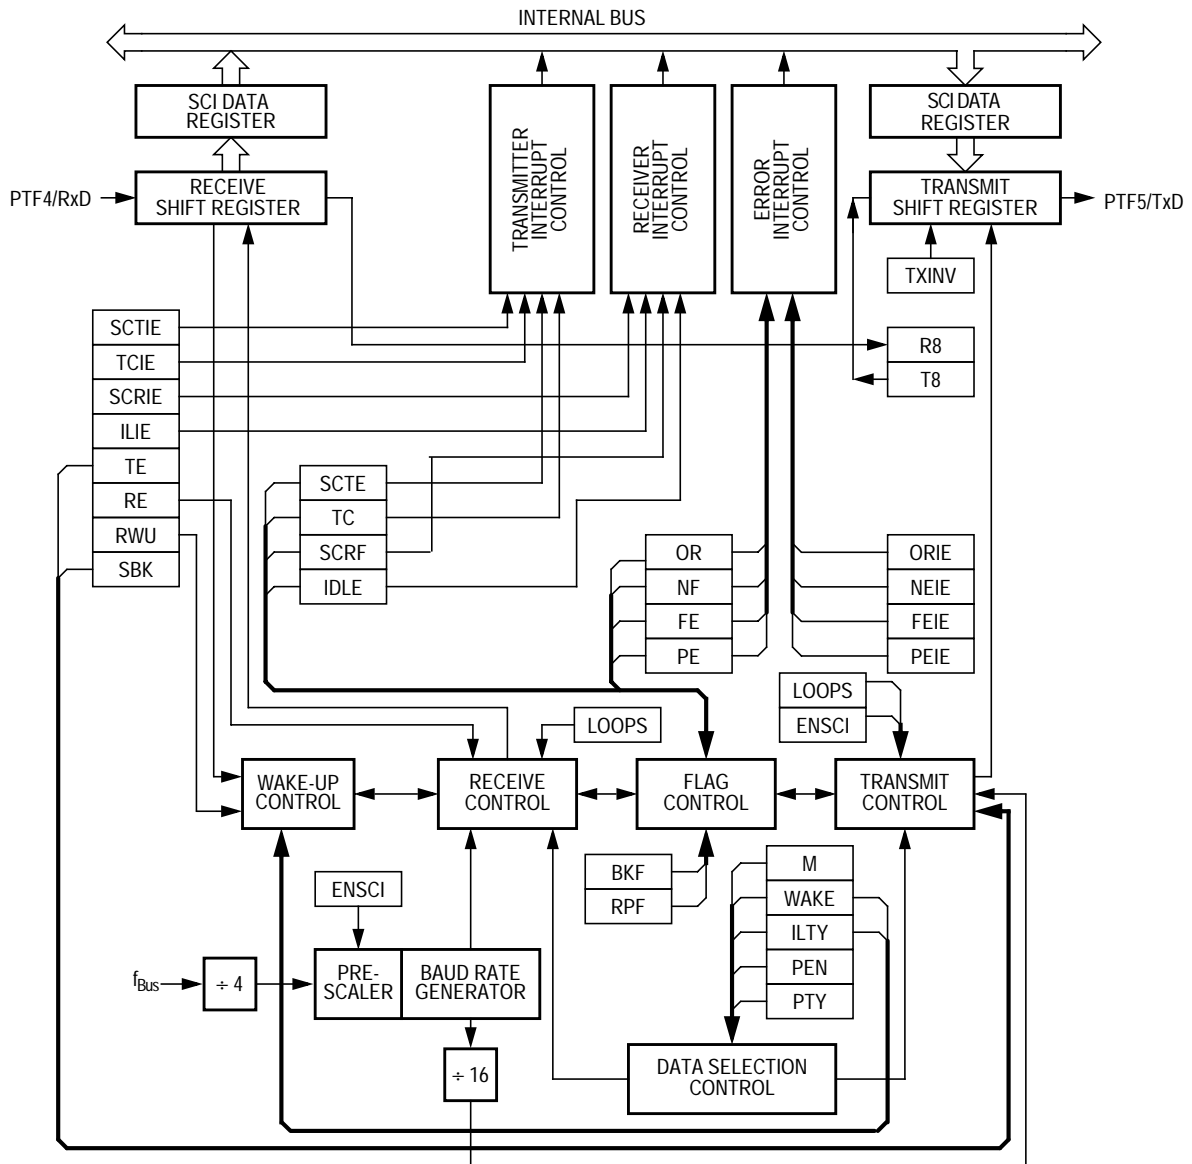 INTERNAL BUS
SCI DATA
REGISTER
RECEIVE
SHIFT REGISTER
PTF4/RxD
TRANSMITTER
INTERRUPT
CONTROL
RECEIVER
INTERRUPT
CONTROL
ERROR
INTERRUPT
CONTROL
SCI DATA
REGISTER
TRANSMIT
SHIFT REGISTER
PTF5/TxD
TXINV
R8
T8
SCTIE
TCIE
SCRIE
ILIE
TE
RE
RWU
SBK
SCTE
TC
SCRF
IDLE
OR
NF
FE
PE
ORIE
NEIE
FEIE
PEIE
LOOPS
LOOPS
ENSCI
WAKE-UP
CONTROL
RECEIVE
CONTROL
FLAG
CONTROL
TRANSMIT
CONTROL
BKF
RPF
M
WAKE
ILTY
PEN
PTY
ENSCI
fBus
÷ 4
PRE-
SCALER
BAUD RATE
GENERATOR
÷ 16
DATA SELECTION
CONTROL